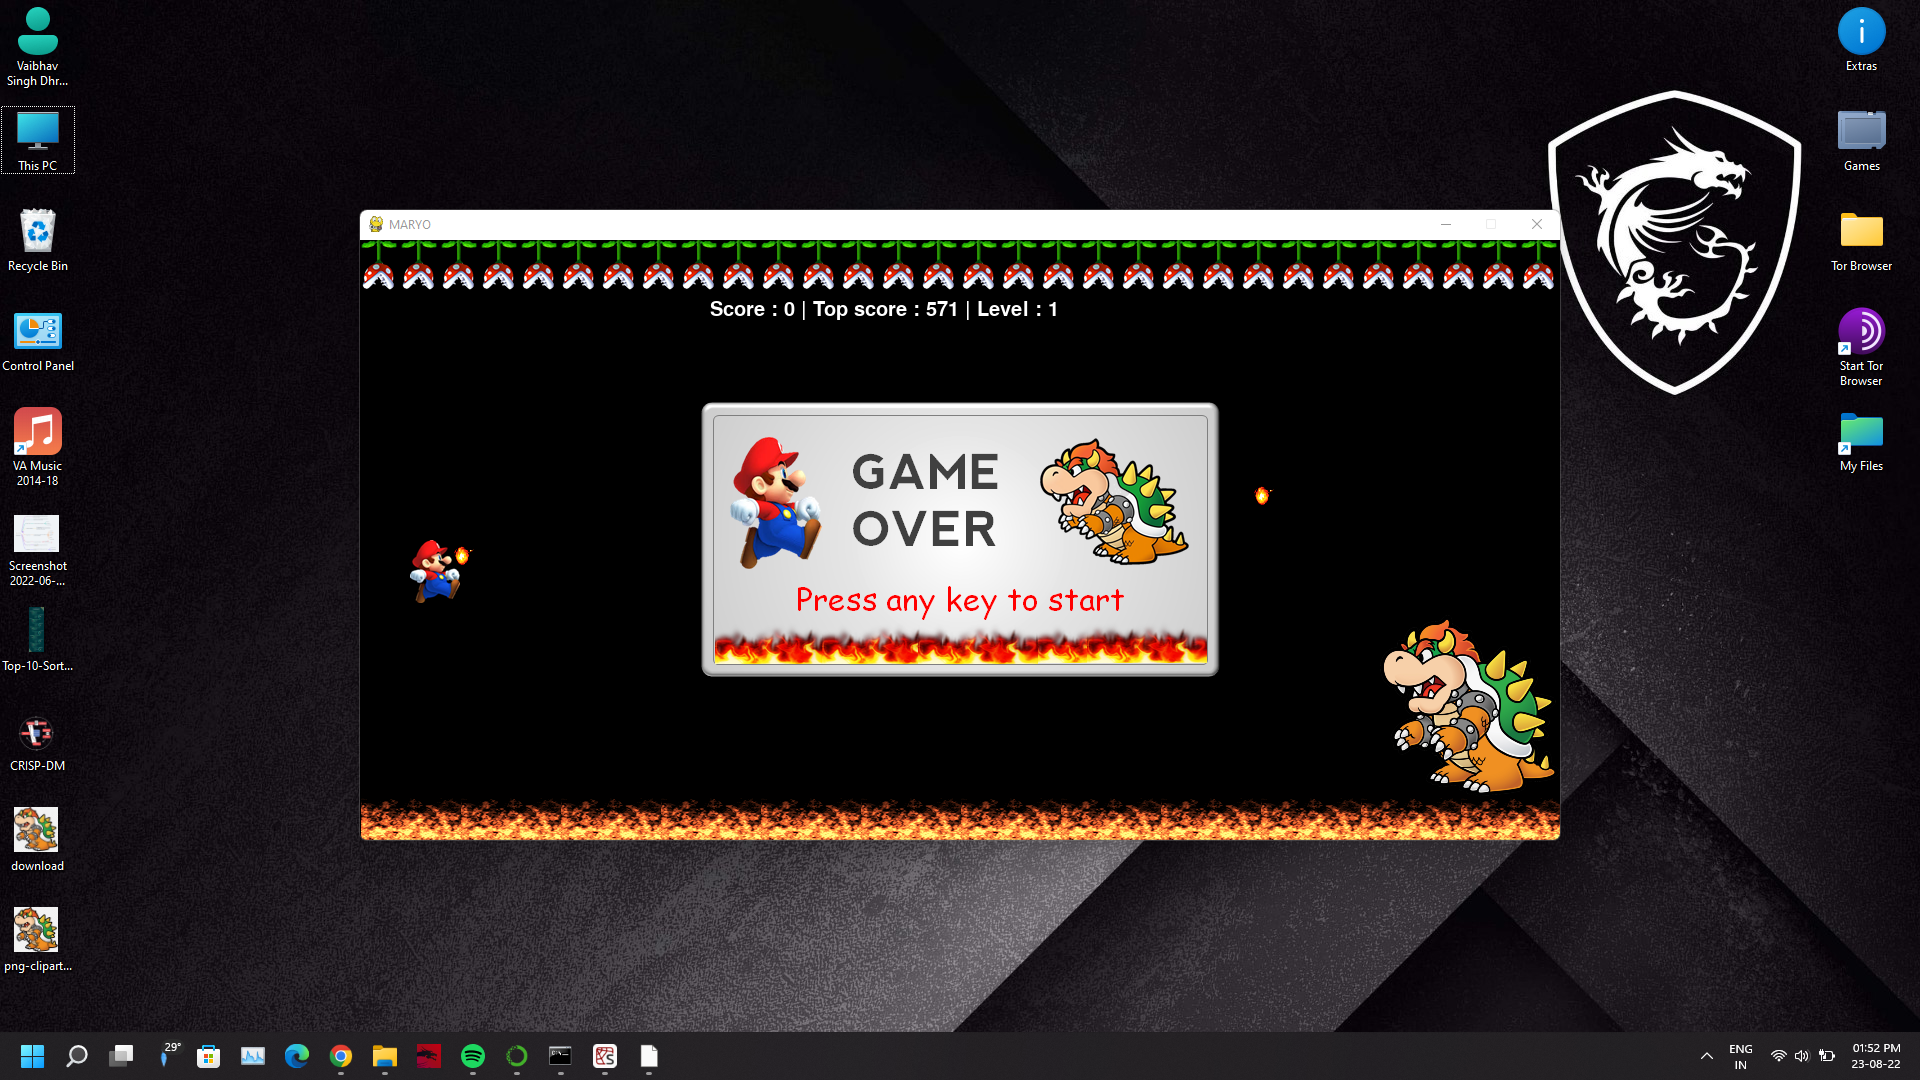 Vaibhav
Singh Dhr...
This PC
Recycle Bin
Control Panel
VA Music
2014-18
Screenshot
2022-06-...
Top-10-Sort...
CRISP-DM
download
png-clipart...
MARYO
Score : 0 | Top score : 571 | Level : 1
GAME
OVER
Press any key to start
Extras
Games
Tor Browser
Start Tor
Browser
My Files
29°
ENG
IN
01:52 PM
23-08-22